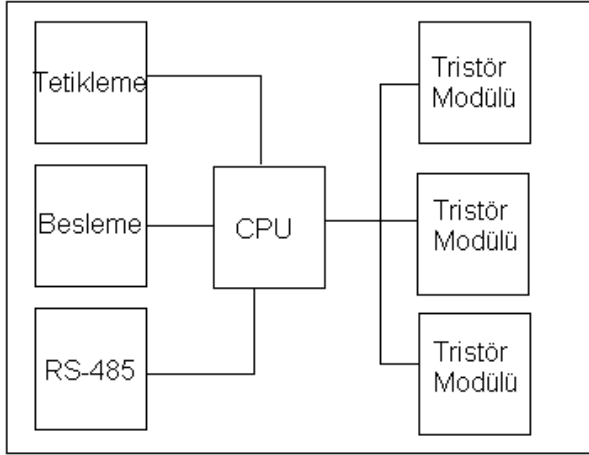 Tetikleme
Besleme
RS-485
CPU
Tristör
Modülü
Tristör
Modülü
Tristör
Modülü